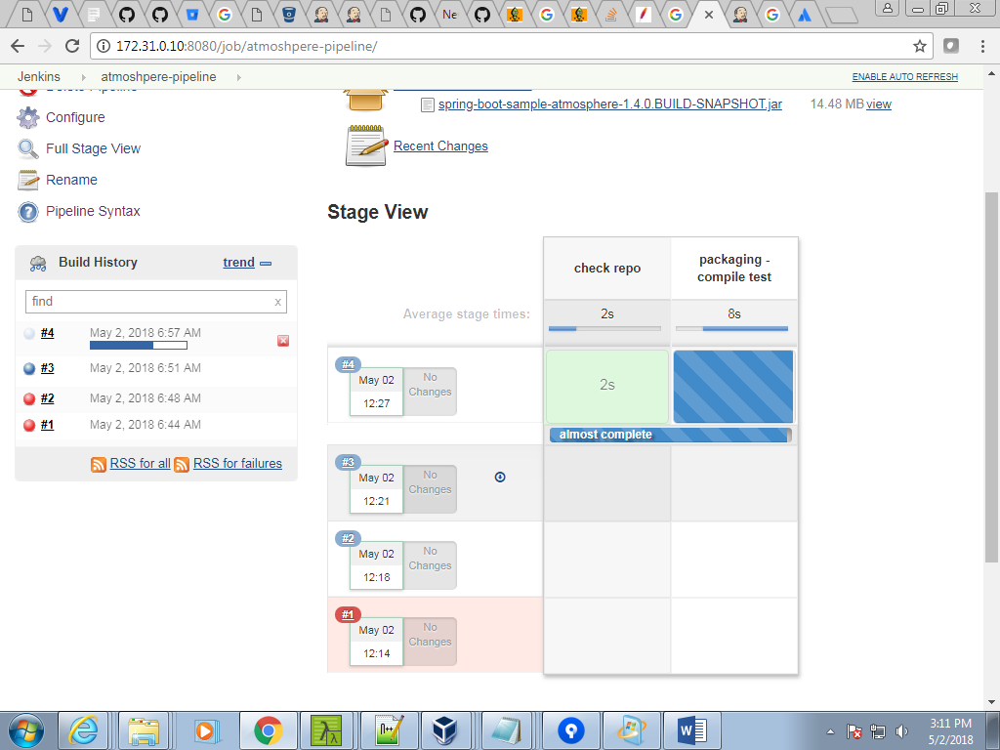 Ne
172.31.0.10:8080/job/atmoshpere-pipeline/
Jenkins
atmoshpere-pipeline
ENABLE AUTO REFRESH
Delete Pipeline
Configure
Full Stage View
Rename
Pipeline Syntax
spring-boot-sample-atmosphere-1.4.0.BUILD-SNAPSHOT.jar 14.48 MB view
Recent Changes
Build History
trend
find x
#4 May 2, 2018 6:57 AM
#3 May 2, 2018 6:51 AM
#2 May 2, 2018 6:48 AM
#1 May 2, 2018 6:44 AM
RSS for all RSS for failures
Stage View
check repo
packaging -
compile test
Average stage times:
2s
8s
#4
May 02
12:27
No
Changes
2s
almost complete
#3
May 02
12:21
No
Changes
#2
May 02
12:18
No
Changes
#1
May 02
12:14
No
Changes
3:11 PM
5/2/2018